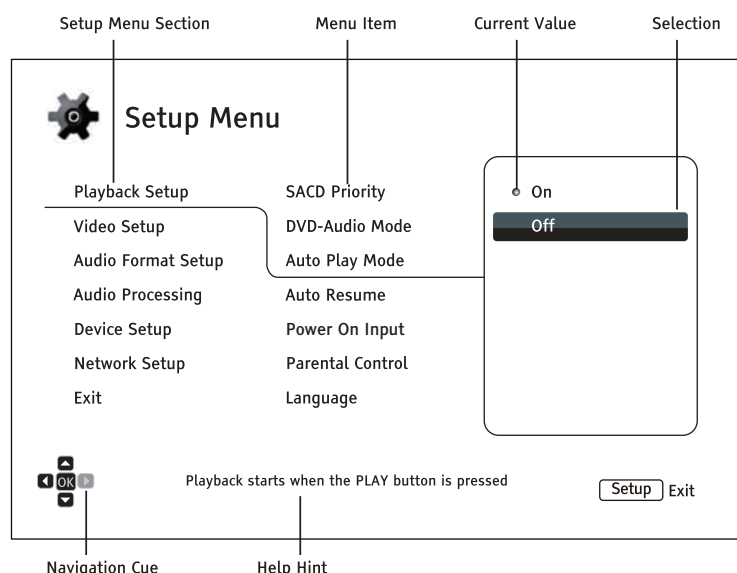 Setup Menu Section
Menu Item
Current Value
Selection
Setup Menu
Playback Setup
SACD Priority
On
Video Setup
DVD-Audio Mode
Off
Audio Format Setup
Auto Play Mode
Audio Processing
Auto Resume
Device Setup
Power On Input
Network Setup
Parental Control
Exit
Language
OK
Playback starts when the PLAY button is pressed
Setup Exit
Navigation Cue
Help Hint